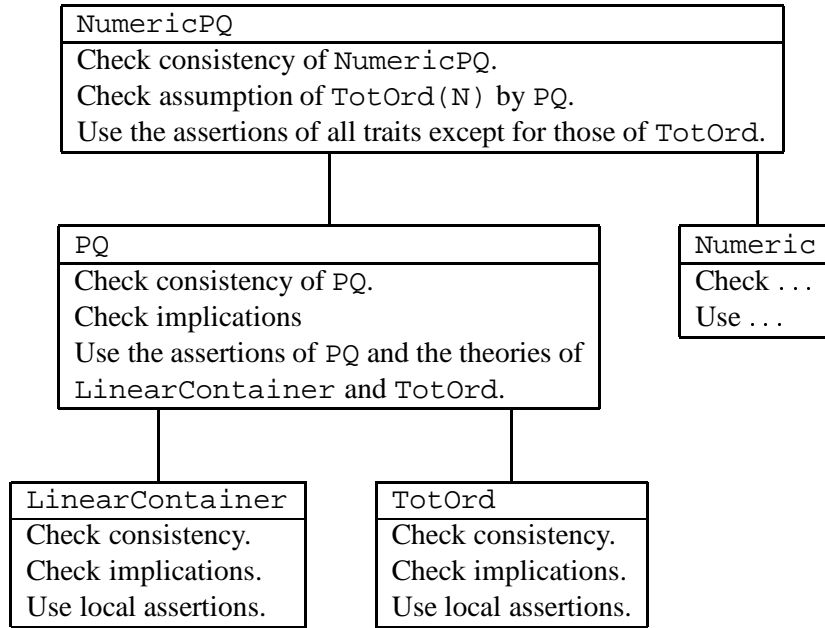 NumericPQ
Check consistency of NumericPQ.
Check assumption of TotOrd(N) by PQ.
Use the assertions of all traits except for those of TotOrd.
PQ
Check consistency of PQ.
Check implications
Use the assertions of PQ and the theories of
LinearContainer and TotOrd.
Numeric
Check ...
Use ...
LinearContainer
Check consistency.
Check implications.
Use local assertions.
TotOrd
Check consistency.
Check implications.
Use local assertions.